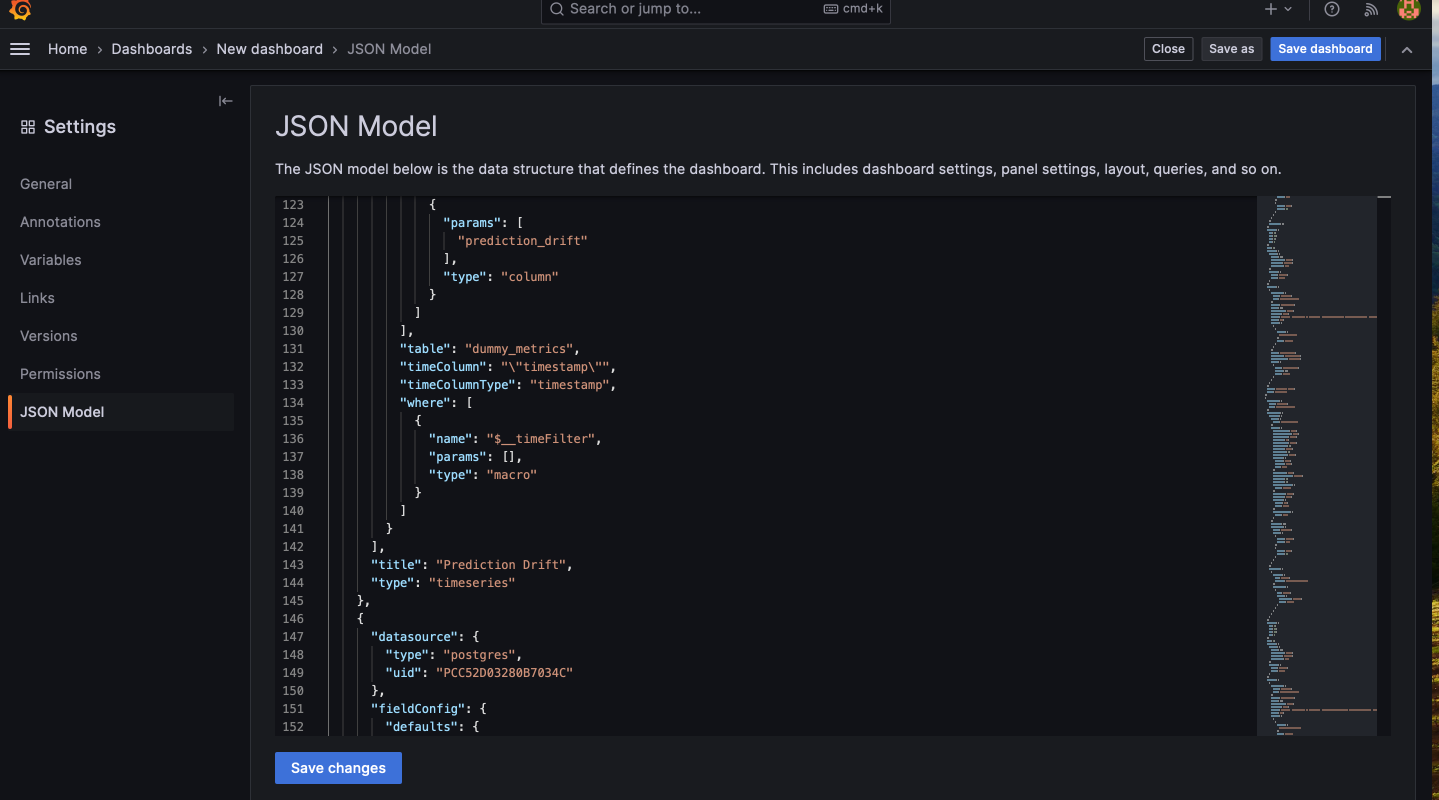 Search or jump to... cmd+k
Home › Dashboards › New dashboard › JSON Model Close Save as Save dashboard
Settings
General
Annotations
Variables
Links
Versions
Permissions
JSON Model
JSON Model
The JSON model below is the data structure that defines the dashboard. This includes dashboard settings, panel settings, layout, queries, and so on.
123 {
124 "params": [
125 "prediction_drift"
126 ],
127 "type": "column"
128 }
129 ]
130 ],
131 "table": "dummy_metrics",
132 "timeColumn": "\"timestamp\"",
133 "timeColumnType": "timestamp",
134 "where": [
135 {
136 "name": "$__timeFilter",
137 "params": [],
138 "type": "macro"
139 }
140 ]
141 }
142 ],
143 "title": "Prediction Drift",
144 "type": "timeseries"
145 },
146 {
147 "datasource": {
148 "type": "postgres",
149 "uid": "PCC52D03280B7034C"
150 },
151 "fieldConfig": {
152 "defaults": {
Save changes